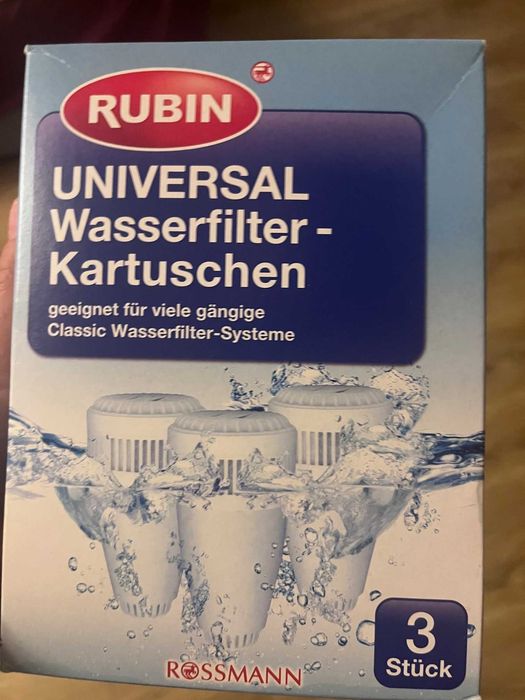 RUBIN
UNIVERSAL
Wasserfilter-
Kartuschen
geeignet für viele gängige
Classic Wasserfilter-Systeme
3
Stück
ROSSMANN